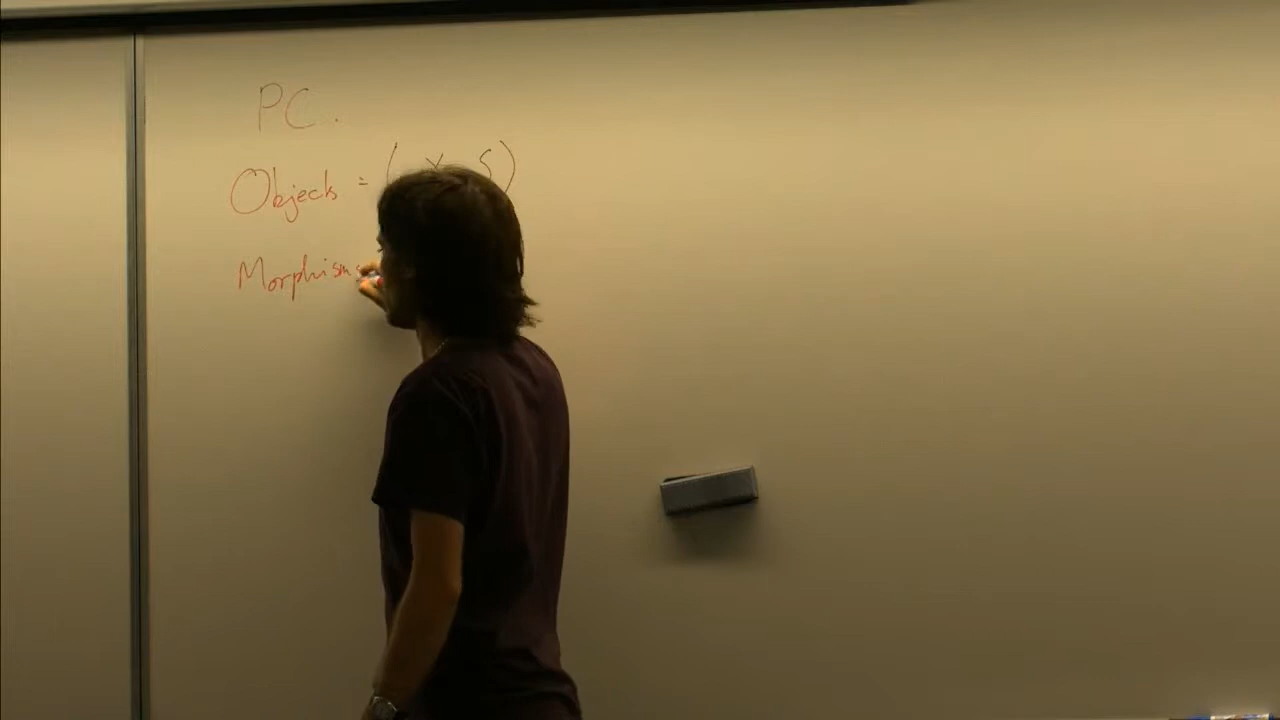 PC.
Objects = ( X S)
Morphisms